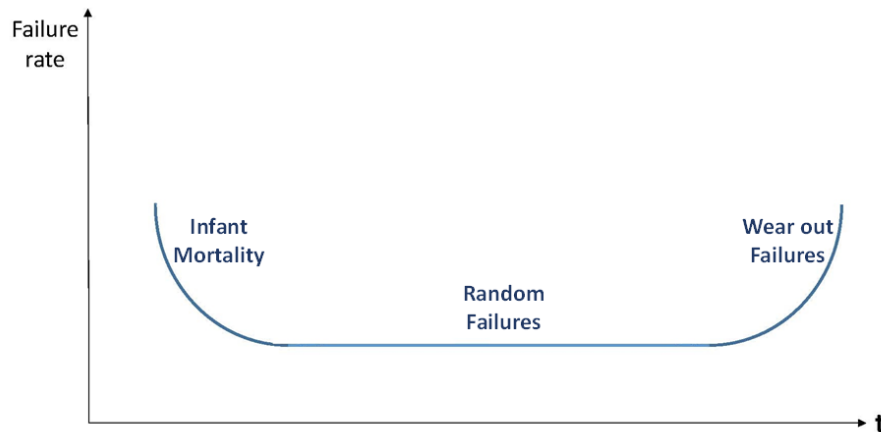 Failure
rate
Infant
Mortality
Wear out
Failures
Random
Failures
t